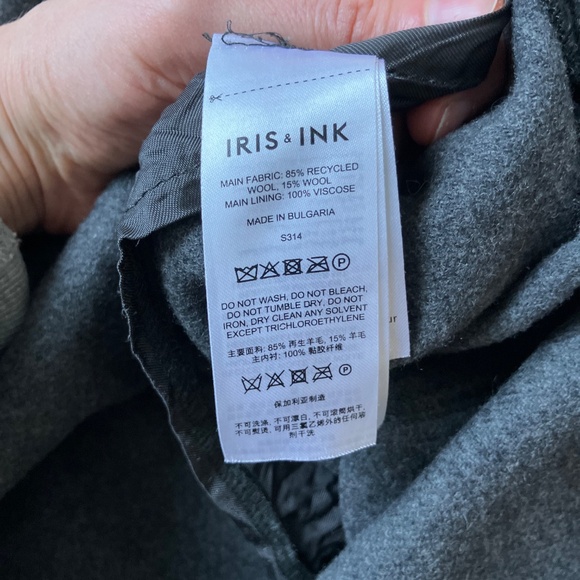 IRIS & INK
MAIN FABRIC: 85% RECYCLED
WOOL, 15% WOOL
MAIN LINING: 100% VISCOSE
MADE IN BULGARIA
S314
P
DO NOT WASH, DO NOT BLEACH,
DO NOT TUMBLE DRY, DO NOT
IRON, DRY CLEAN ANY SOLVENT
EXCEPT TRICHLOROETHYLENE
主要面料: 85% 再生羊毛, 15% 羊毛
主内衬: 100% 黏胶纤维
P
保加利亚制造
不可洗涤, 不可漂白, 不可滚筒烘干,
不可熨烫, 可用三氯乙烯外的任何溶
剂干洗
ur